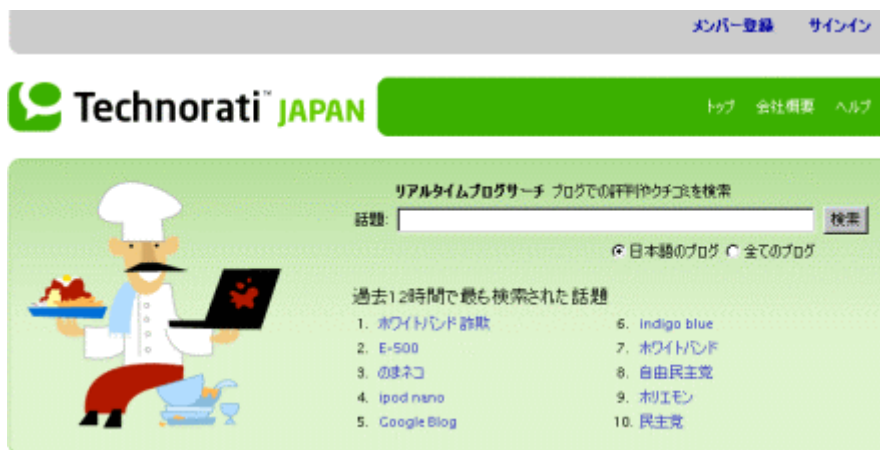 メンバー登録 サインイン
Technorati™ JAPAN
トップ 会社概要 ヘルプ
リアルタイムブログサーチ ブログでの評判やクチコミを検索
話題: 検索
日本語のブログ 全てのブログ
過去12時間で最も検索された話題
1. ホワイトバンド 詐欺
2. E-500
3. のまネコ
4. ipod nano
5. Google Blog
6. indigo blue
7. ホワイトバンド
8. 自由民主党
9. ホリエモン
10. 民主党